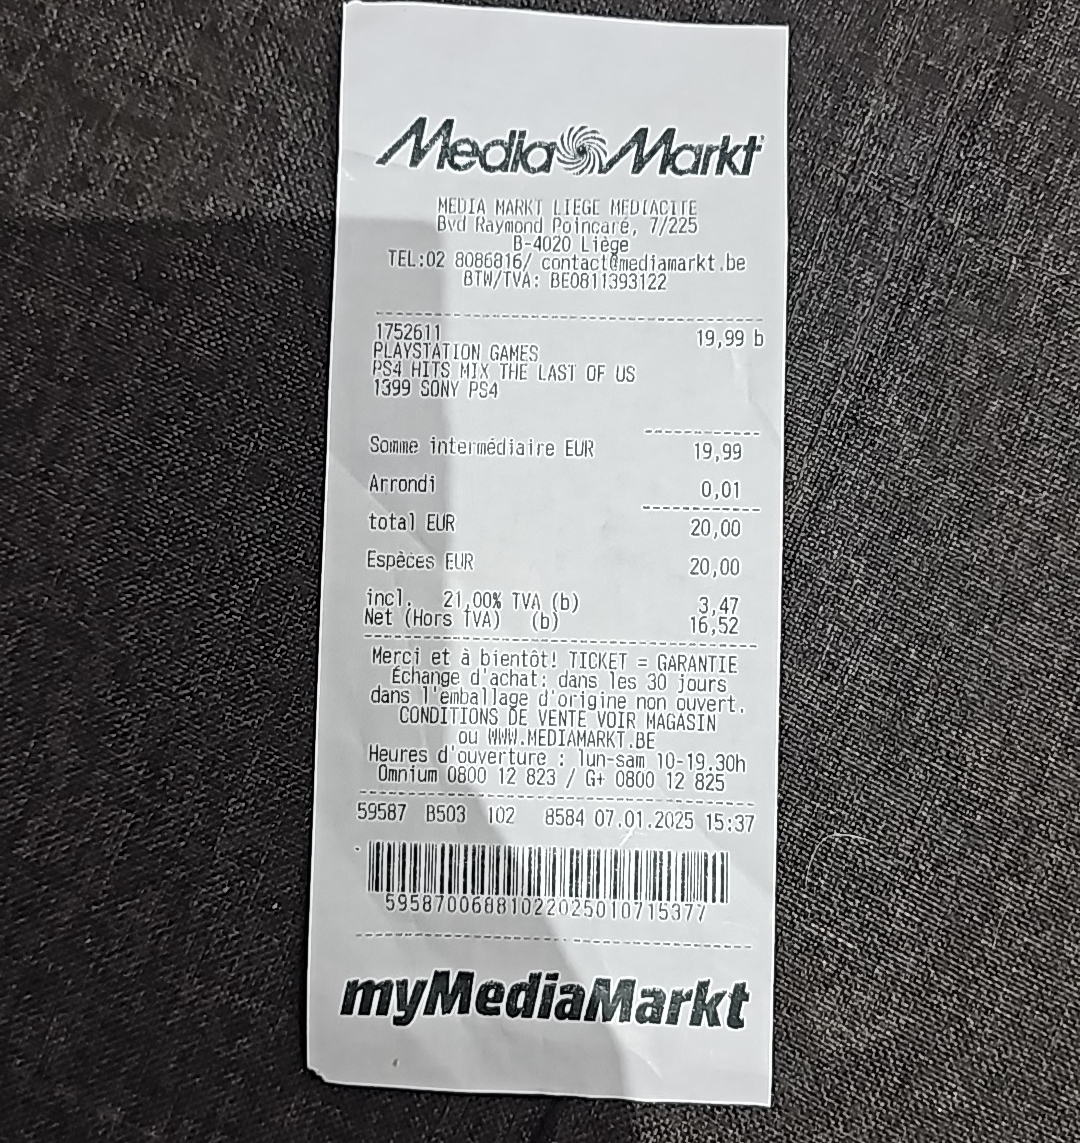 Media Markt
MEDIA MARKT LIEGE MEDIACITE
Bvd Raymond Poincaré, 7/225
B-4020 Liège
TEL:02 8086816/ contact@mediamarkt.be
BTW/TVA: BE0811393122
1752611 19,99 b
PLAYSTATION GAMES
PS4 HITS MIX THE LAST OF US
1399 SONY PS4
Somme intermédiaire EUR 19,99
Arrondi 0,01
total EUR 20,00
Espèces EUR 20,00
incl. 21,00% TVA (b) 3,47
Net (Hors TVA) (b) 16,52
Merci et à bientôt! TICKET = GARANTIE
Échange d'achat: dans les 30 jours
dans l'emballage d'origine non ouvert.
CONDITIONS DE VENTE VOIR MAGASIN
ou WWW.MEDIAMARKT.BE
Heures d'ouverture : lun-sam 10-19.30h
Omnium 0800 12 823 / G+ 0800 12 825
59587 B503 102 8584 07.01.2025 15:37
59587006881022025010715377
myMediaMarkt